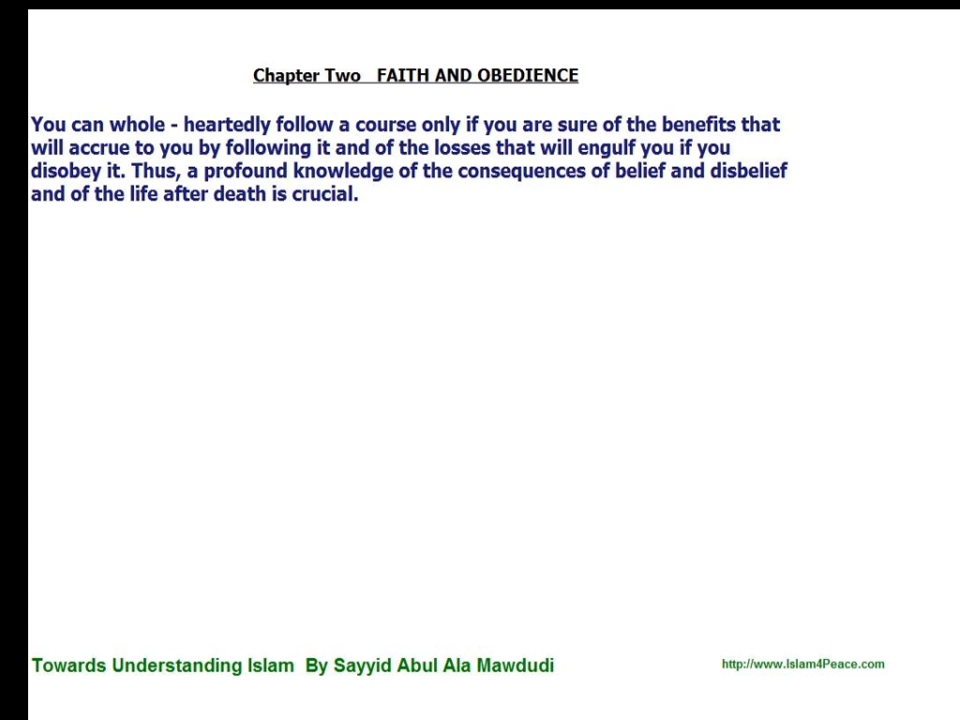 Chapter Two   FAITH AND OBEDIENCE
You can whole - heartedly follow a course only if you are sure of the benefits that
will accrue to you by following it and of the losses that will engulf you if you
disobey it. Thus, a profound knowledge of the consequences of belief and disbelief
and of the life after death is crucial.
Towards Understanding Islam  By Sayyid Abul Ala Mawdudi
http://www.Islam4Peace.com